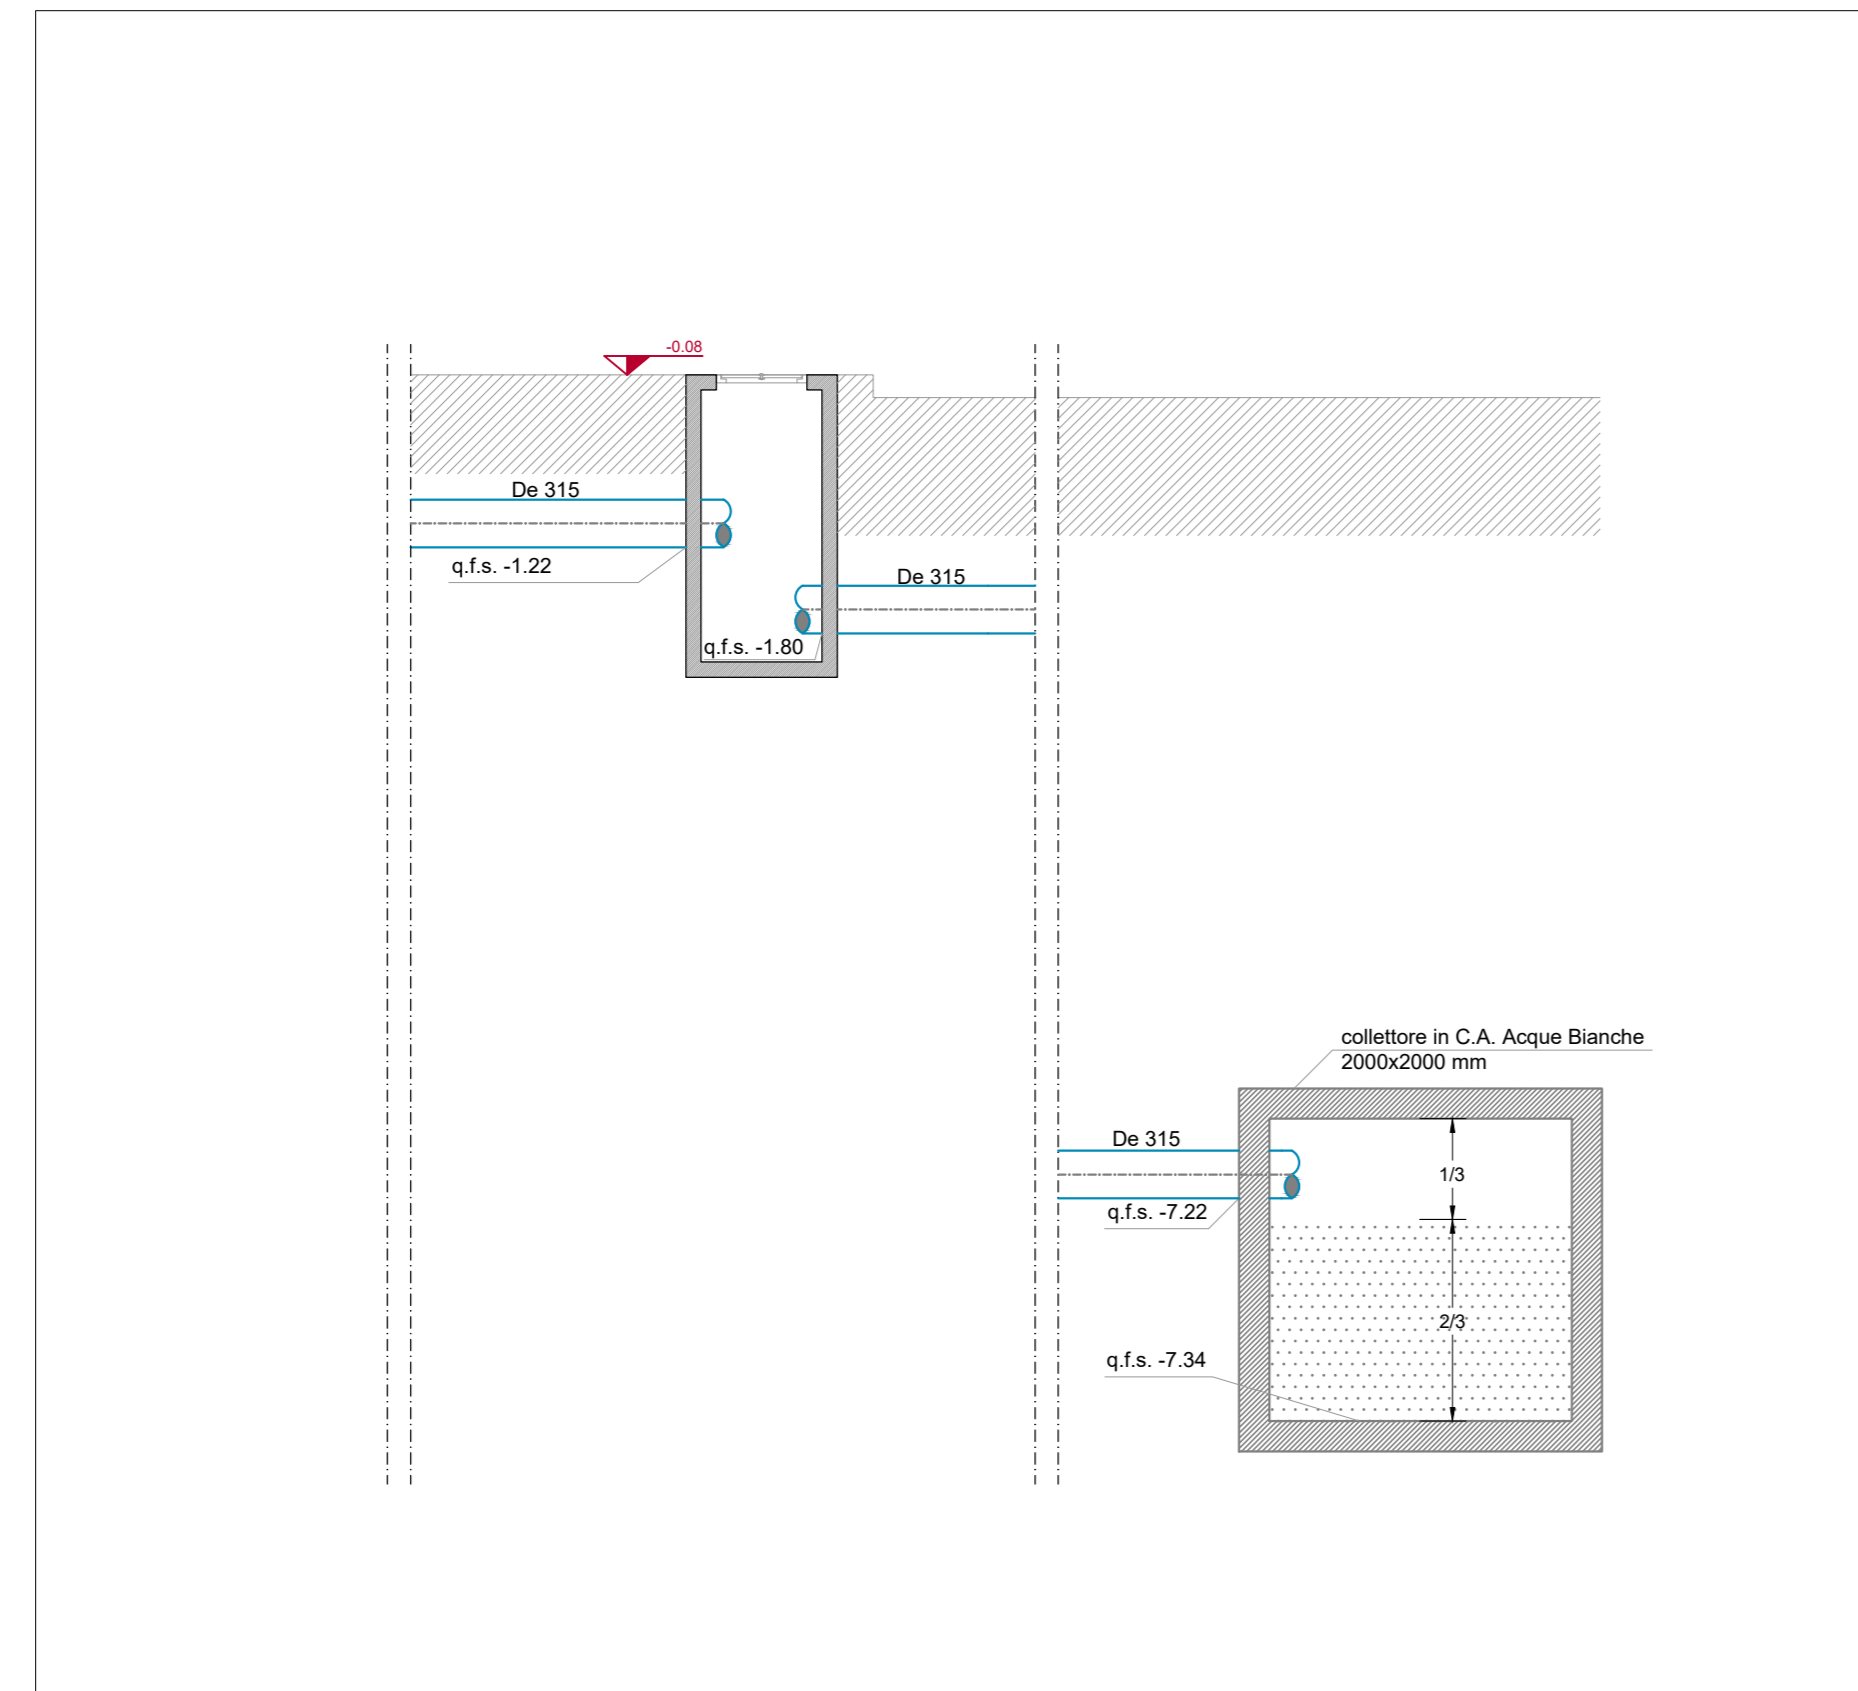 -0.08
De 315
q.f.s. -1.22
De 315
q.f.s. -1.80
collettore in C.A. Acque Bianche
2000x2000 mm
De 315
1/3
q.f.s. -7.22
2/3
q.f.s. -7.34